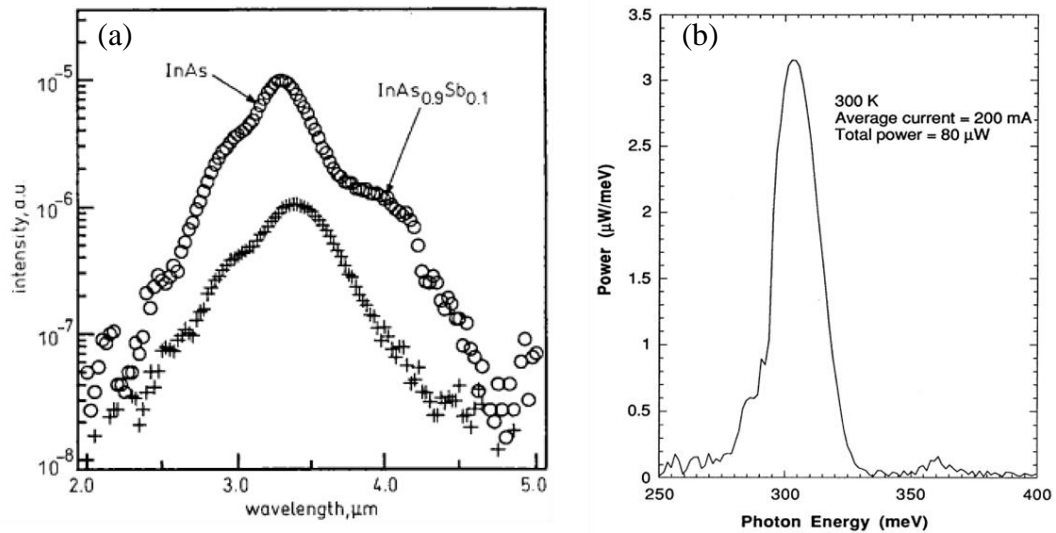 (a)
InAs
InAs0.9Sb0.1
10-5
10-6
10-7
10-8
intensity, a.u.
2.0 3.0 4.0 5.0
wavelength, μm
(b)
300 K
Average current = 200 mA
Total power = 80 μW
3.5
3
2.5
2
1.5
1
0.5
0
Power (μW/meV)
250 300 350 400
Photon Energy (meV)